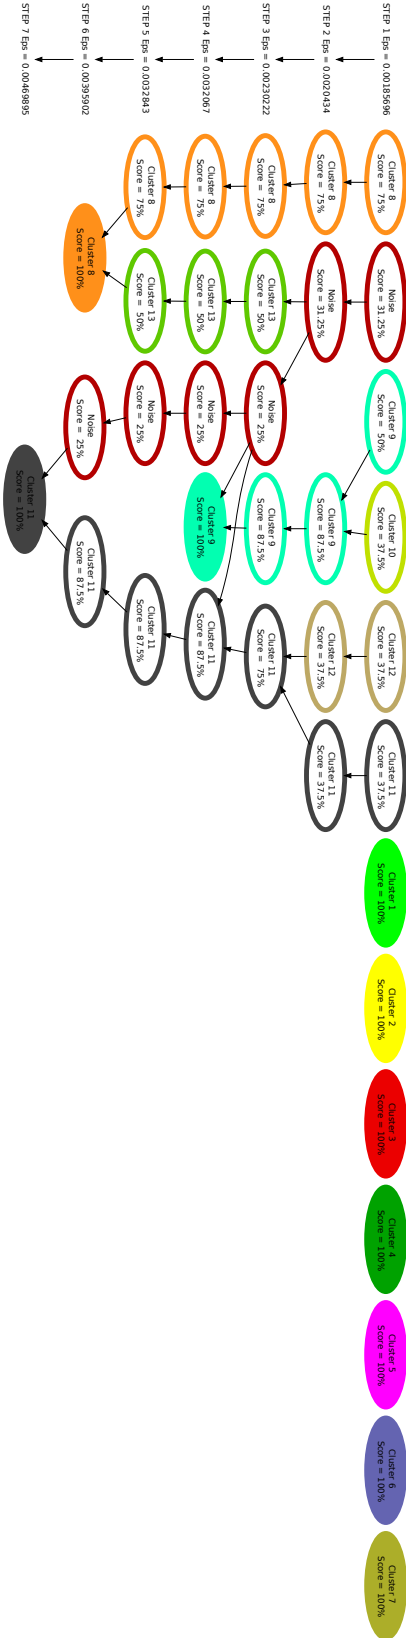 STEP 1 Eps = 0.00185696
Cluster 8
Score = 75%
Noise
Score = 31.25%
Cluster 9
Score = 50%
Cluster 10
Score = 37.5%
Cluster 12
Score = 37.5%
Cluster 11
Score = 37.5%
Cluster 1
Score = 100%
Cluster 2
Score = 100%
Cluster 3
Score = 100%
Cluster 4
Score = 100%
Cluster 5
Score = 100%
Cluster 6
Score = 100%
Cluster 7
Score = 100%
STEP 2 Eps = 0.0020434
Cluster 8
Score = 75%
Noise
Score = 31.25%
Cluster 9
Score = 87.5%
Cluster 12
Score = 37.5%
Cluster 11
Score = 37.5%
STEP 3 Eps = 0.00230222
Cluster 8
Score = 75%
Cluster 13
Score = 50%
Noise
Score = 25%
Cluster 9
Score = 87.5%
Cluster 11
Score = 75%
STEP 4 Eps = 0.0032067
Cluster 8
Score = 75%
Cluster 13
Score = 50%
Noise
Score = 25%
Cluster 9
Score = 100%
Cluster 11
Score = 87.5%
STEP 5 Eps = 0.0032843
Cluster 8
Score = 75%
Cluster 13
Score = 50%
Noise
Score = 25%
Cluster 11
Score = 87.5%
STEP 6 Eps = 0.00395902
Cluster 8
Score = 100%
Noise
Score = 25%
Cluster 11
Score = 87.5%
STEP 7 Eps = 0.00469895
Cluster 11
Score = 100%